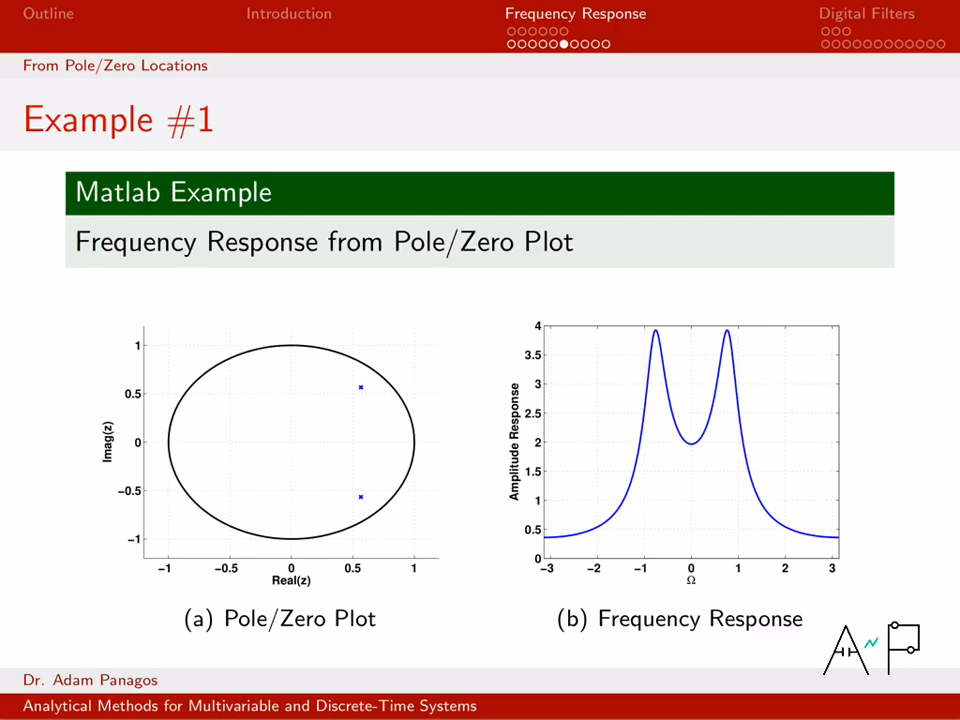 Outline Introduction Frequency Response Digital Filters
From Pole/Zero Locations
Example #1
Matlab Example
Frequency Response from Pole/Zero Plot
1
0.5
0
−0.5
−1
Imag(z)
−1 −0.5 0 0.5 1
Real(z)
4
3.5
3
2.5
2
1.5
1
0.5
0
Amplitude Response
−3 −2 −1 0 1 2 3
Ω
(a) Pole/Zero Plot
(b) Frequency Response
Dr. Adam Panagos
Analytical Methods for Multivariable and Discrete-Time Systems